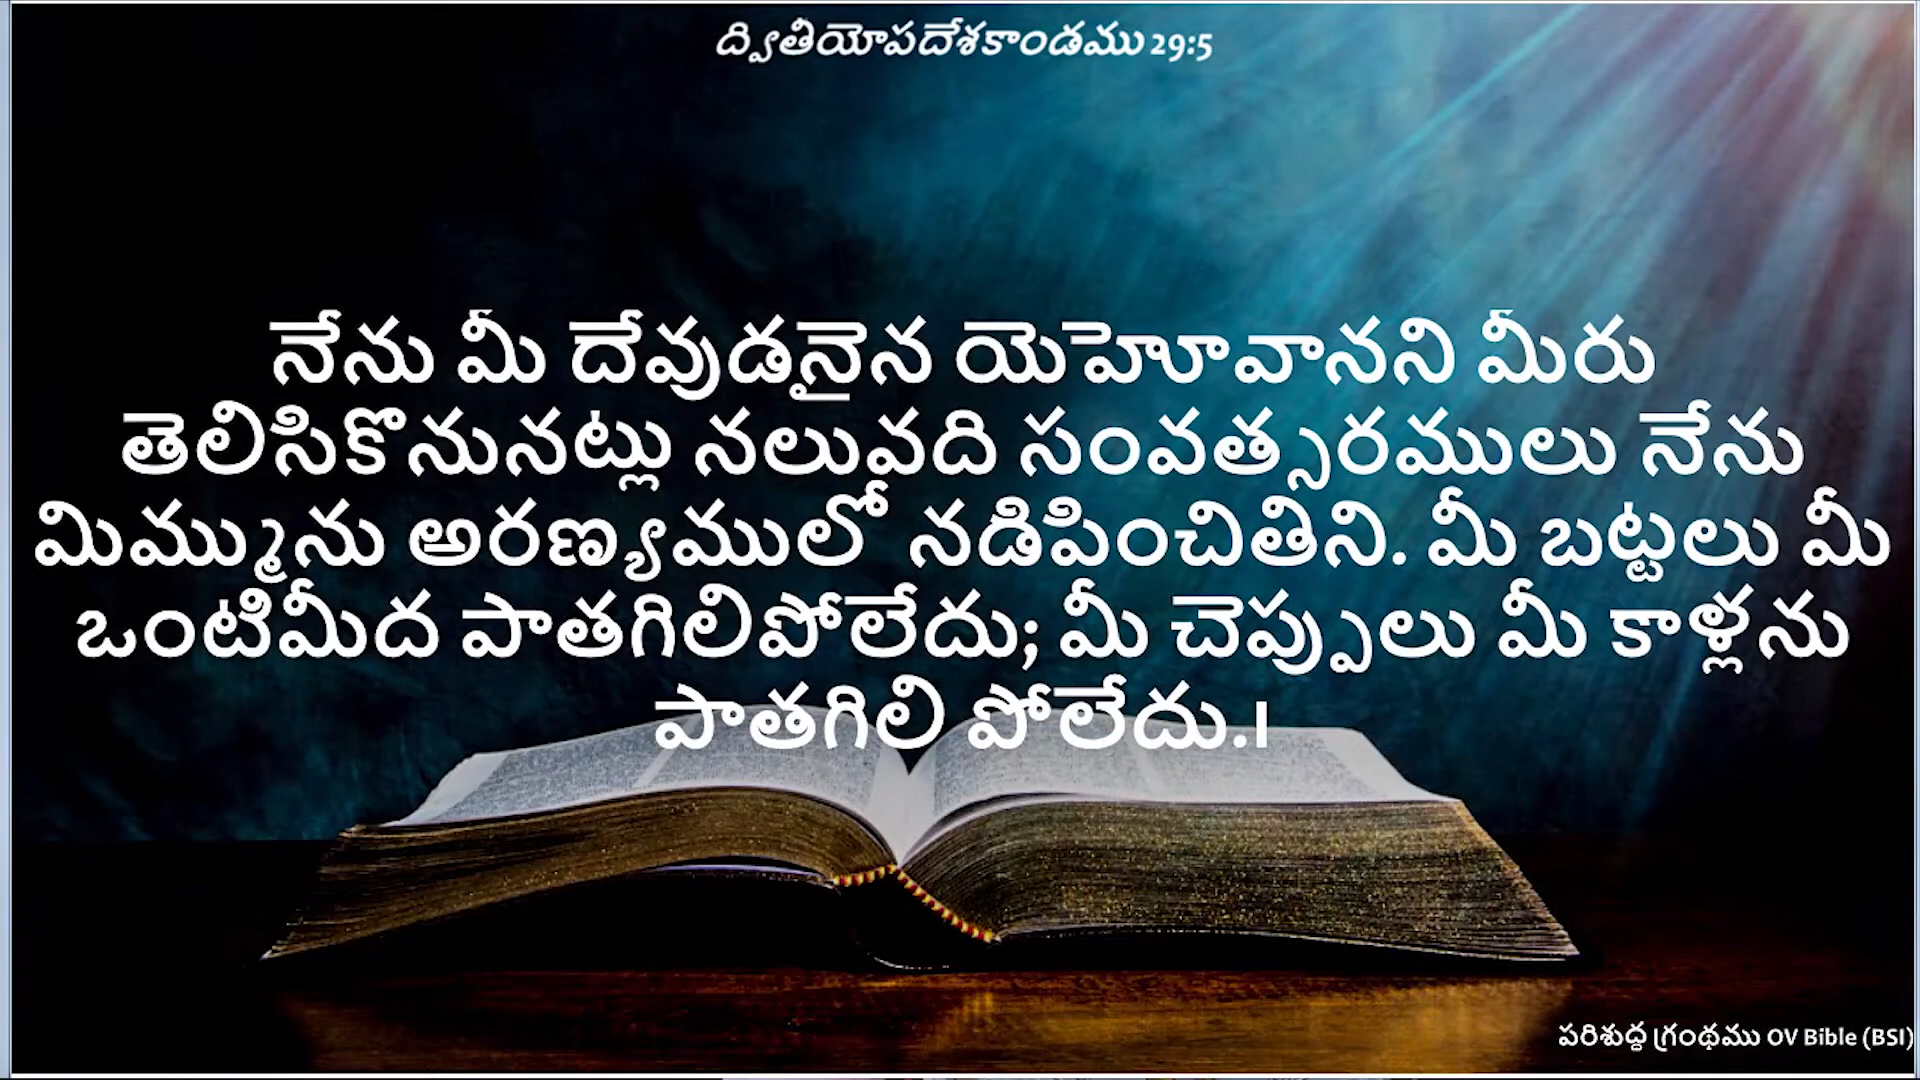 ద్వితియోపదేశకాండము 29:5
నేను మీ దేవుడనైన యెహెూవానని మీరు
తెలిసికొనునట్లు నలువది సంవత్సరములు నేను
మిమ్మును అరణ్యములో నడిపించితిని. మీ బట్టలు మీ
ఒంటిమీద పాతగిలిపోలేదు; మీ చెప్పులు మీ కాళ్లను
పాతగిలి పోలేదు.।
పరిశుద్ధ గ్రంథము OV Bible (BSI)